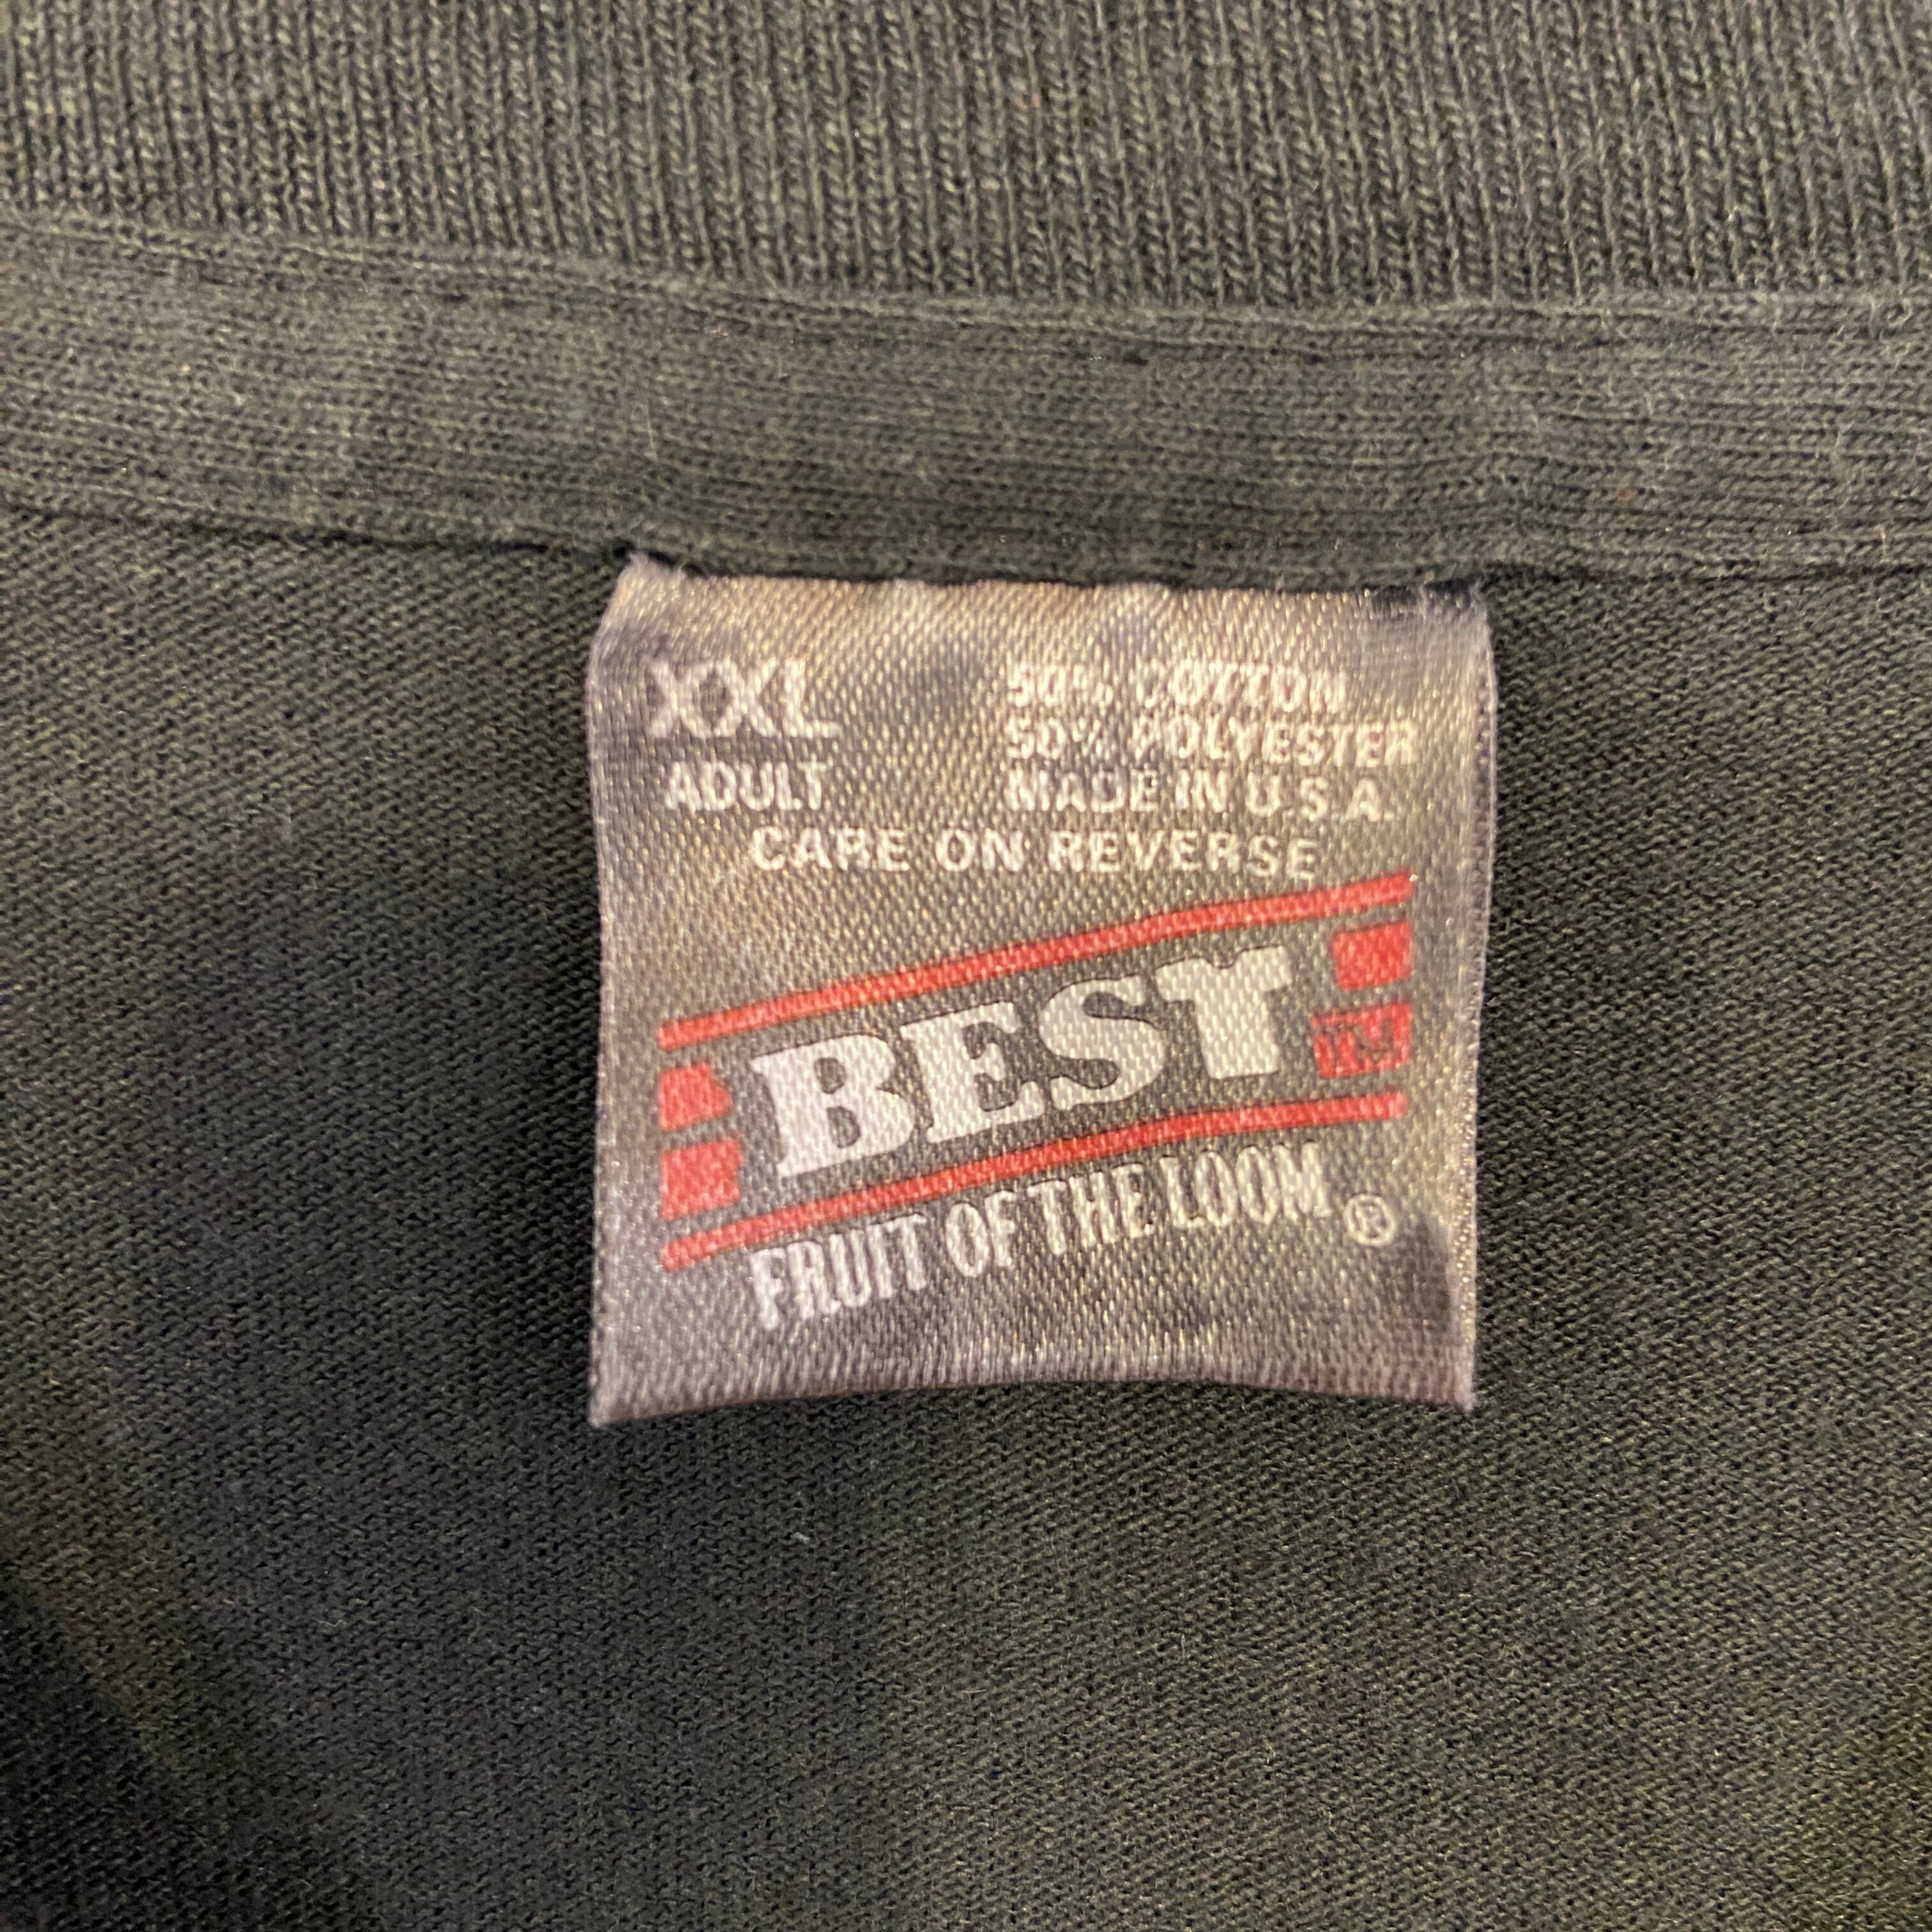 XXL
ADULT
50% COTTON
50% POLYESTER
MADE IN U.S.A.
CARE ON REVERSE
BEST
TM
FRUIT OF THE LOOM ®